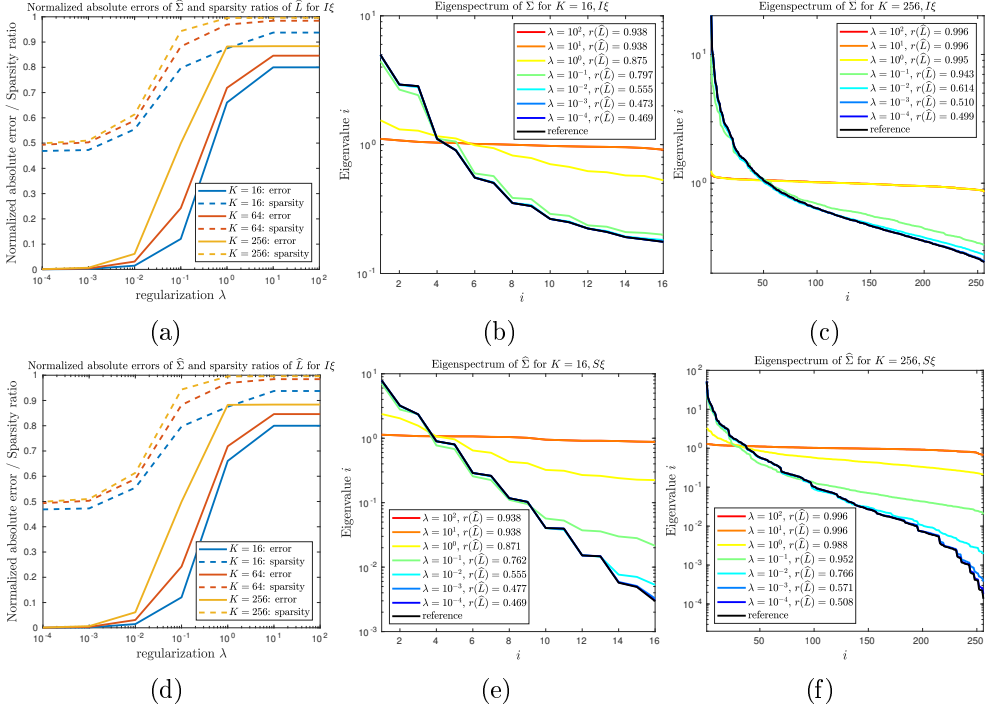 Normalized absolute errors of Σ̂ and sparsity ratios of L̂ for Iξ
Normalized absolute error / Sparsity ratio
1
0.9
0.8
0.7
0.6
0.5
0.4
0.3
0.2
0.1
0
K = 16: error
K = 16: sparsity
K = 64: error
K = 64: sparsity
K = 256: error
K = 256: sparsity
10^-4 10^-3 10^-2 10^-1 10^0 10^1 10^2
regularization λ
(a)
Eigenspectrum of Σ for K = 16, Iξ
Eigenvalue i
10^1
10^0
10^-1
λ = 10^2, r(L̂) = 0.938
λ = 10^1, r(L̂) = 0.938
λ = 10^0, r(L̂) = 0.875
λ = 10^-1, r(L̂) = 0.797
λ = 10^-2, r(L̂) = 0.555
λ = 10^-3, r(L̂) = 0.473
λ = 10^-4, r(L̂) = 0.469
reference
2 4 6 8 10 12 14 16
i
(b)
Eigenspectrum of Σ for K = 256, Iξ
Eigenvalue i
10^1
10^0
λ = 10^2, r(L̂) = 0.996
λ = 10^1, r(L̂) = 0.996
λ = 10^0, r(L̂) = 0.995
λ = 10^-1, r(L̂) = 0.943
λ = 10^-2, r(L̂) = 0.614
λ = 10^-3, r(L̂) = 0.510
λ = 10^-4, r(L̂) = 0.499
reference
50 100 150 200 250
i
(c)
Normalized absolute errors of Σ̂ and sparsity ratios of L̂ for Iξ
Normalized absolute error / Sparsity ratio
1
0.9
0.8
0.7
0.6
0.5
0.4
0.3
0.2
0.1
0
K = 16: error
K = 16: sparsity
K = 64: error
K = 64: sparsity
K = 256: error
K = 256: sparsity
10^-4 10^-3 10^-2 10^-1 10^0 10^1 10^2
regularization λ
(d)
Eigenspectrum of Σ̂ for K = 16, Sξ
Eigenvalue i
10^1
10^0
10^-1
10^-2
10^-3
λ = 10^2, r(L̂) = 0.938
λ = 10^1, r(L̂) = 0.938
λ = 10^0, r(L̂) = 0.871
λ = 10^-1, r(L̂) = 0.762
λ = 10^-2, r(L̂) = 0.555
λ = 10^-3, r(L̂) = 0.477
λ = 10^-4, r(L̂) = 0.469
reference
2 4 6 8 10 12 14 16
i
(e)
Eigenspectrum of Σ̂ for K = 256, Sξ
Eigenvalue i
10^2
10^1
10^0
10^-1
10^-2
10^-3
10^-4
λ = 10^2, r(L̂) = 0.996
λ = 10^1, r(L̂) = 0.996
λ = 10^0, r(L̂) = 0.988
λ = 10^-1, r(L̂) = 0.952
λ = 10^-2, r(L̂) = 0.766
λ = 10^-3, r(L̂) = 0.571
λ = 10^-4, r(L̂) = 0.508
reference
50 100 150 200 250
i
(f)